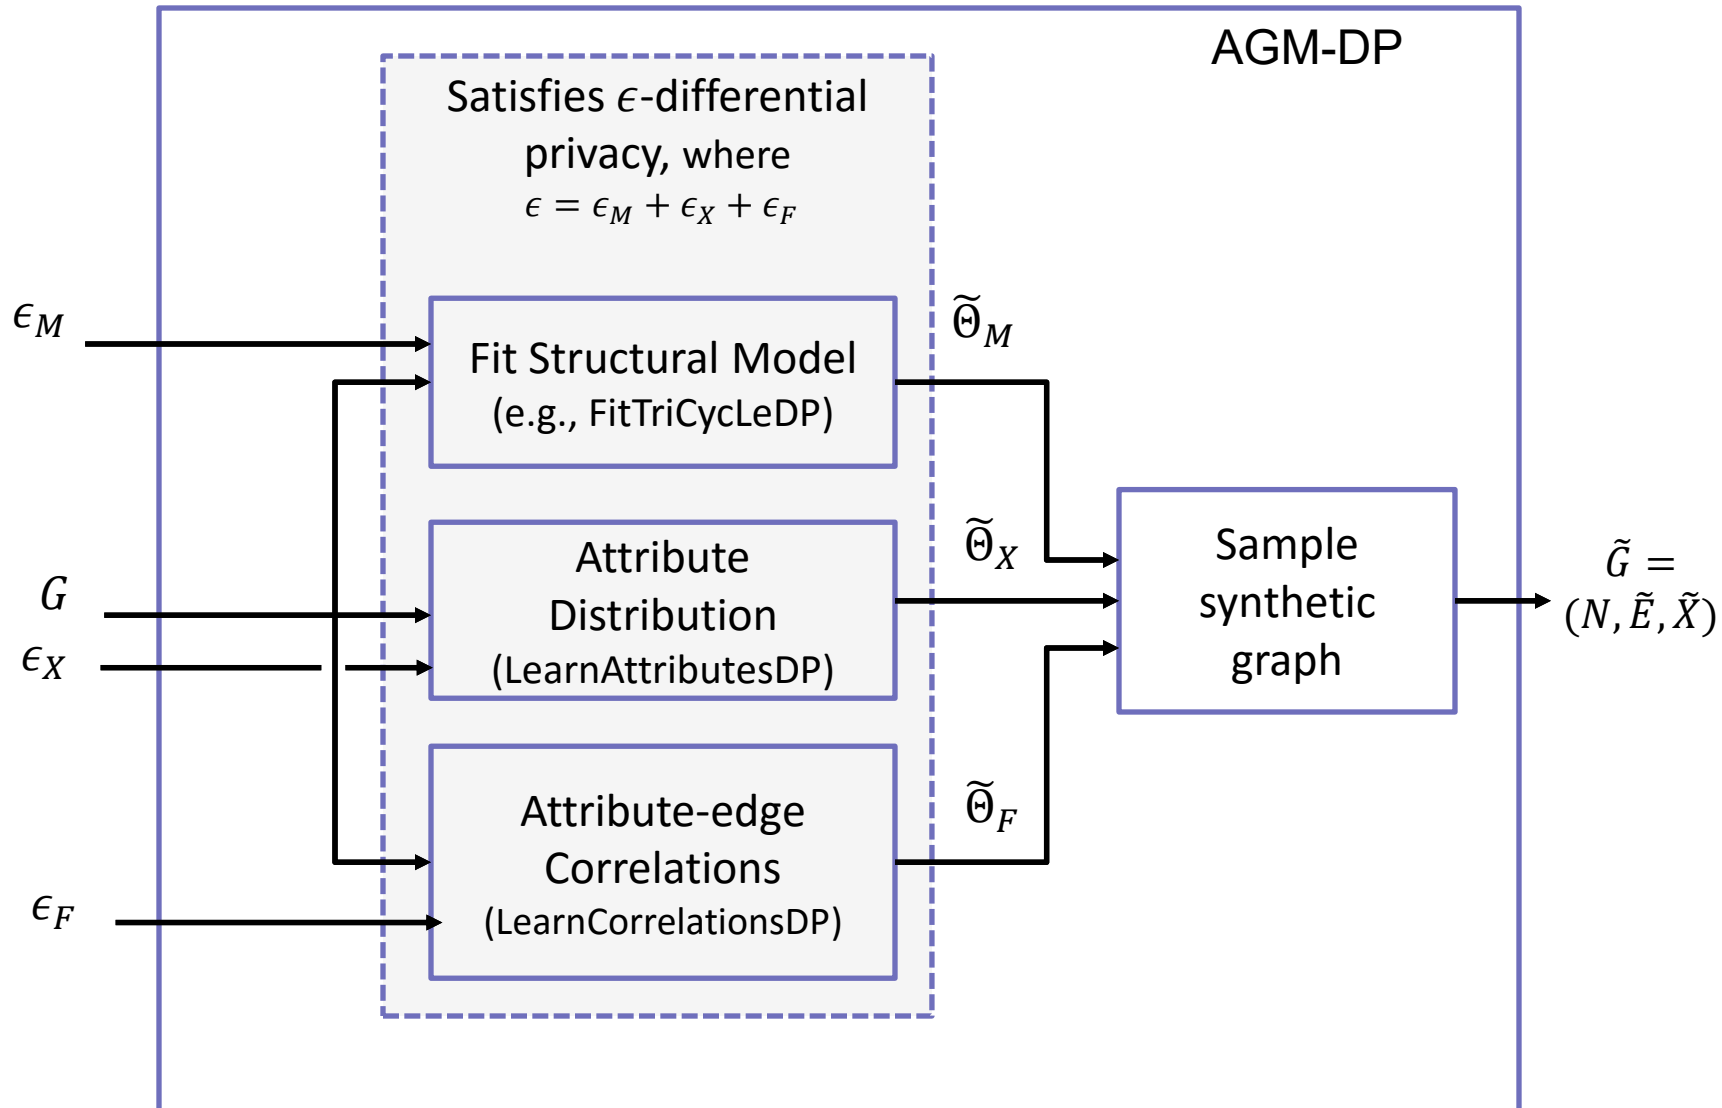 AGM-DP
Satisfies ϵ-differential
privacy, where
ϵ = ϵ_M + ϵ_X + ϵ_F
ϵ_M
Fit Structural Model
(e.g., FitTriCycLeDP)
Θ̃_M
G
ϵ_X
Attribute
Distribution
(LearnAttributesDP)
Θ̃_X
Sample
synthetic
graph
G̃ =
(N, Ẽ, X̃)
ϵ_F
Attribute-edge
Correlations
(LearnCorrelationsDP)
Θ̃_F